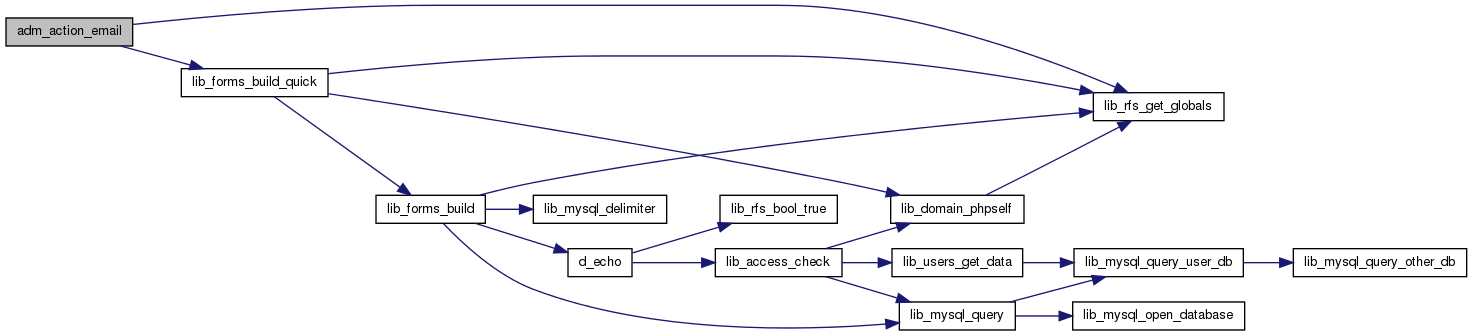 adm_action_email
lib_forms_build_quick
lib_rfs_get_globals
lib_forms_build
lib_mysql_delimiter
lib_rfs_bool_true
lib_domain_phpself
d_echo
lib_access_check
lib_users_get_data
lib_mysql_query_user_db
lib_mysql_query_other_db
lib_mysql_query
lib_mysql_open_database